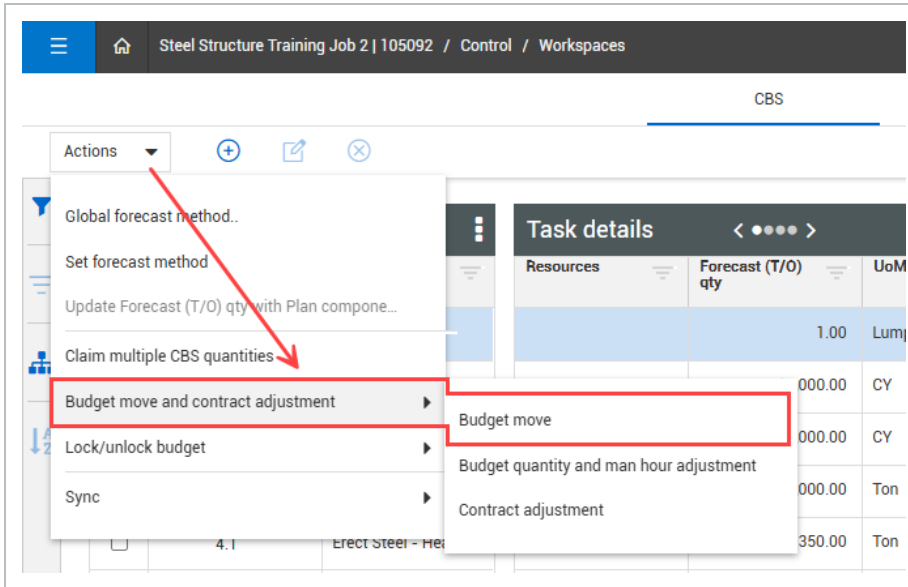 Steel Structure Training Job 2 | 105092 / Control / Workspaces
CBS
Actions
Global forecast method..
Set forecast method
Update Forecast (T/O) qty with Plan compone...
Claim multiple CBS quantities
Budget move and contract adjustment
Lock/unlock budget
Sync
Budget move
Budget quantity and man hour adjustment
Contract adjustment
Task details
Resources
Forecast (T/O)
qty
UoM
1.00
Lump
000.00 CY
000.00 CY
000.00 Ton
4.1 Erect Steel - Hea
350.00 Ton